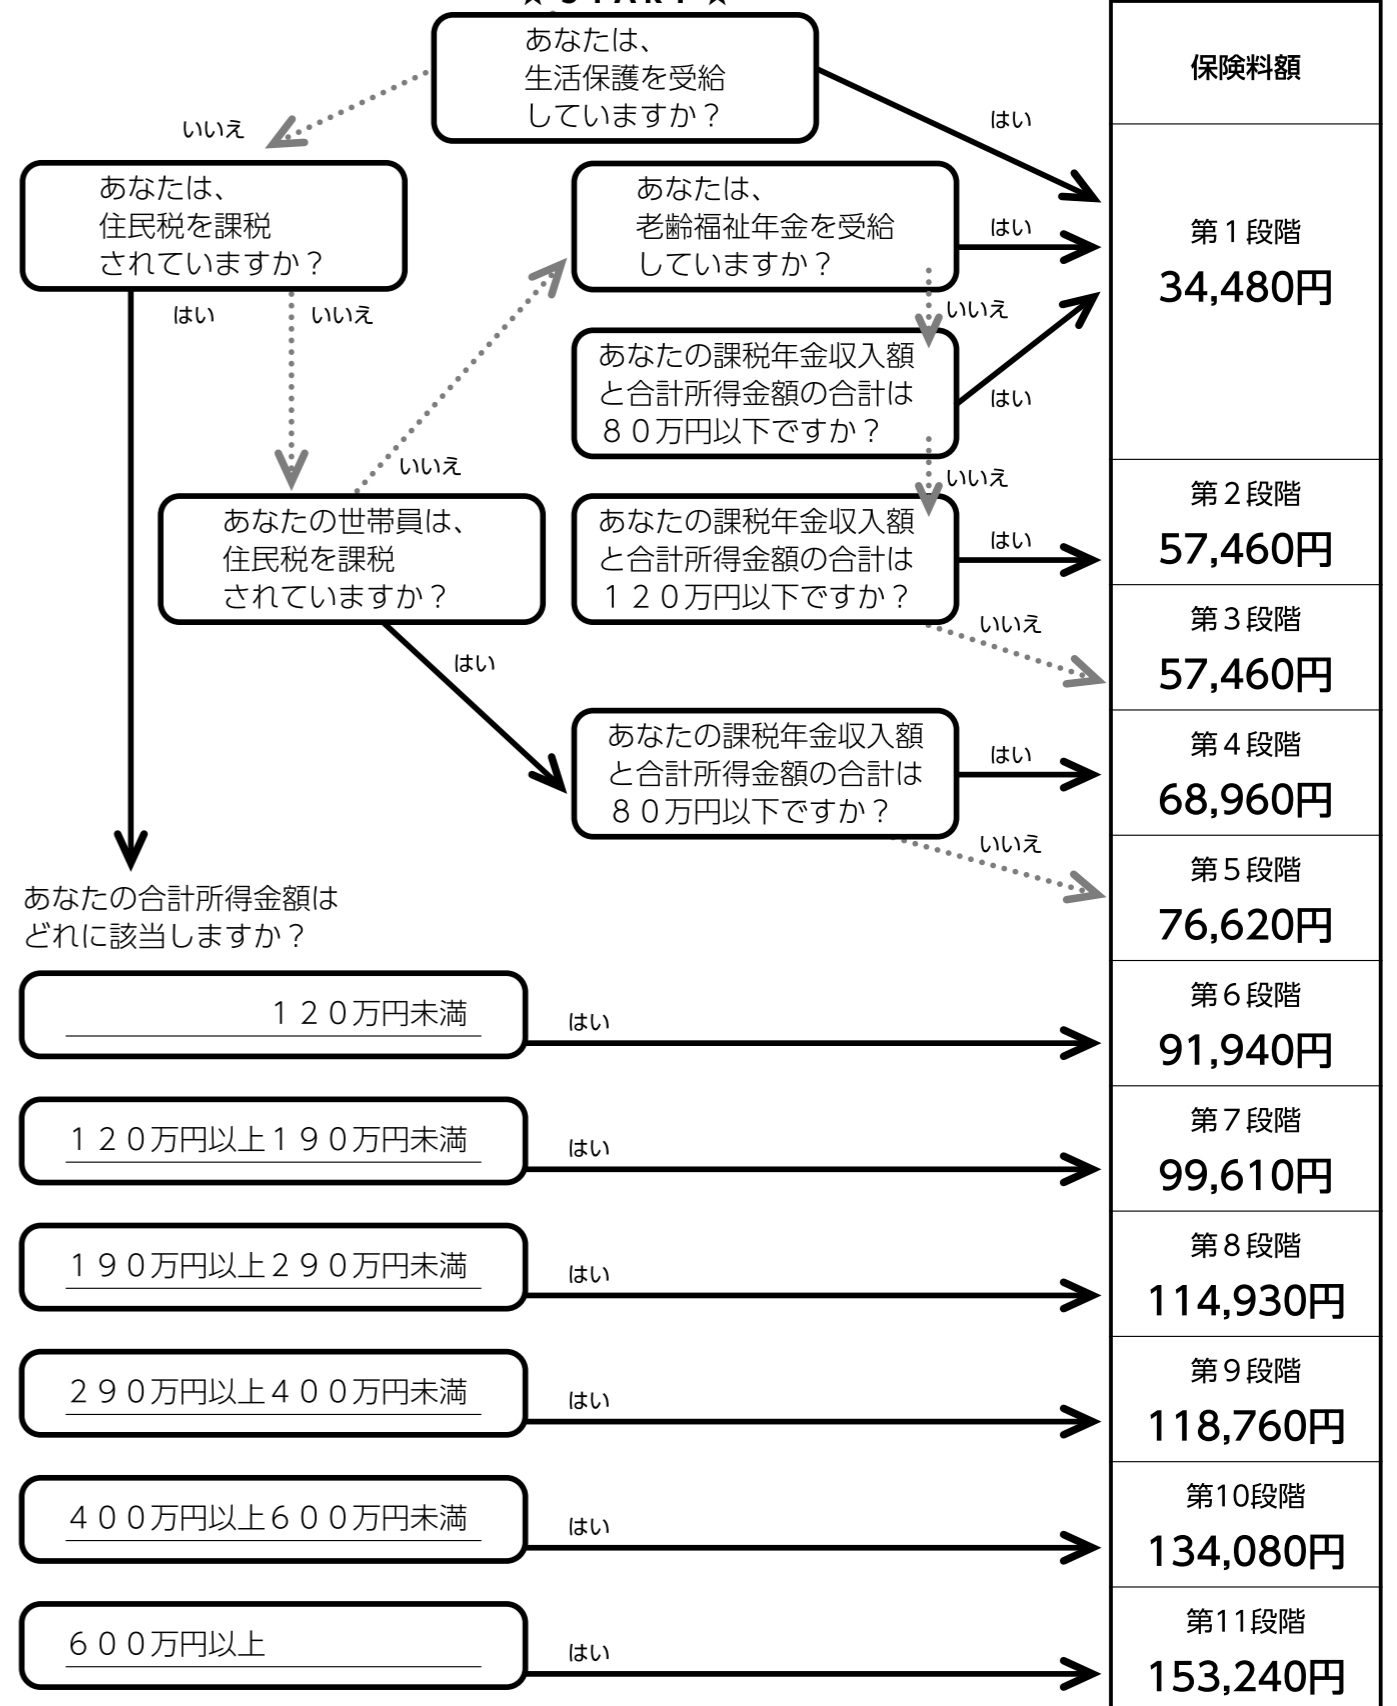 ★ S T A R T ★
あなたは、
生活保護を受給
していますか？
はい
いいえ
あなたは、
住民税を課税
されていますか？
はい
いいえ
あなたは、
老齢福祉年金を受給
していますか？
はい
いいえ
あなたの課税年金収入額
と合計所得金額の合計は
８０万円以下ですか？
はい
いいえ
いいえ
あなたの世帯員は、
住民税を課税
されていますか？
はい
あなたの課税年金収入額
と合計所得金額の合計は
１２０万円以下ですか？
はい
いいえ
あなたの課税年金収入額
と合計所得金額の合計は
８０万円以下ですか？
はい
いいえ
あなたの合計所得金額は
どれに該当しますか？
１２０万円未満
はい
１２０万円以上１９０万円未満
はい
１９０万円以上２９０万円未満
はい
２９０万円以上４００万円未満
はい
４００万円以上６００万円未満
はい
６００万円以上
はい
保険料額
第１段階
34,480円
第２段階
57,460円
第３段階
57,460円
第４段階
68,960円
第５段階
76,620円
第６段階
91,940円
第７段階
99,610円
第８段階
114,930円
第９段階
118,760円
第10段階
134,080円
第11段階
153,240円